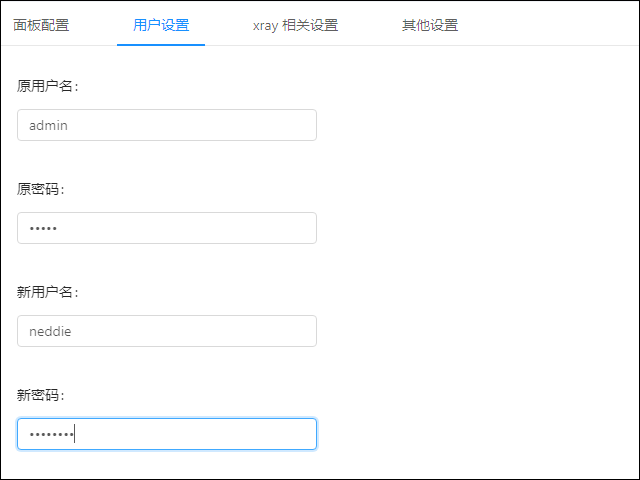 面板配置 用户设置 xray 相关设置 其他设置
原用户名:
admin
原密码:
•••••
新用户名:
neddie
新密码:
••••••••